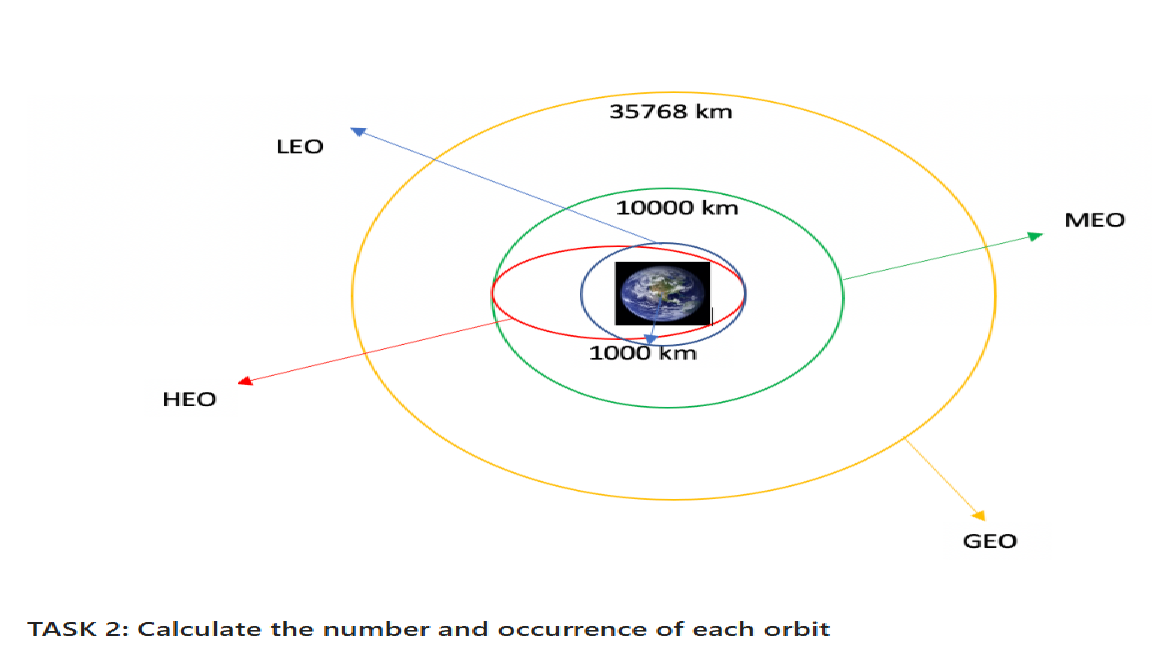 35768 km
LEO
10000 km
MEO
1000 km
HEO
GEO
TASK 2: Calculate the number and occurrence of each orbit